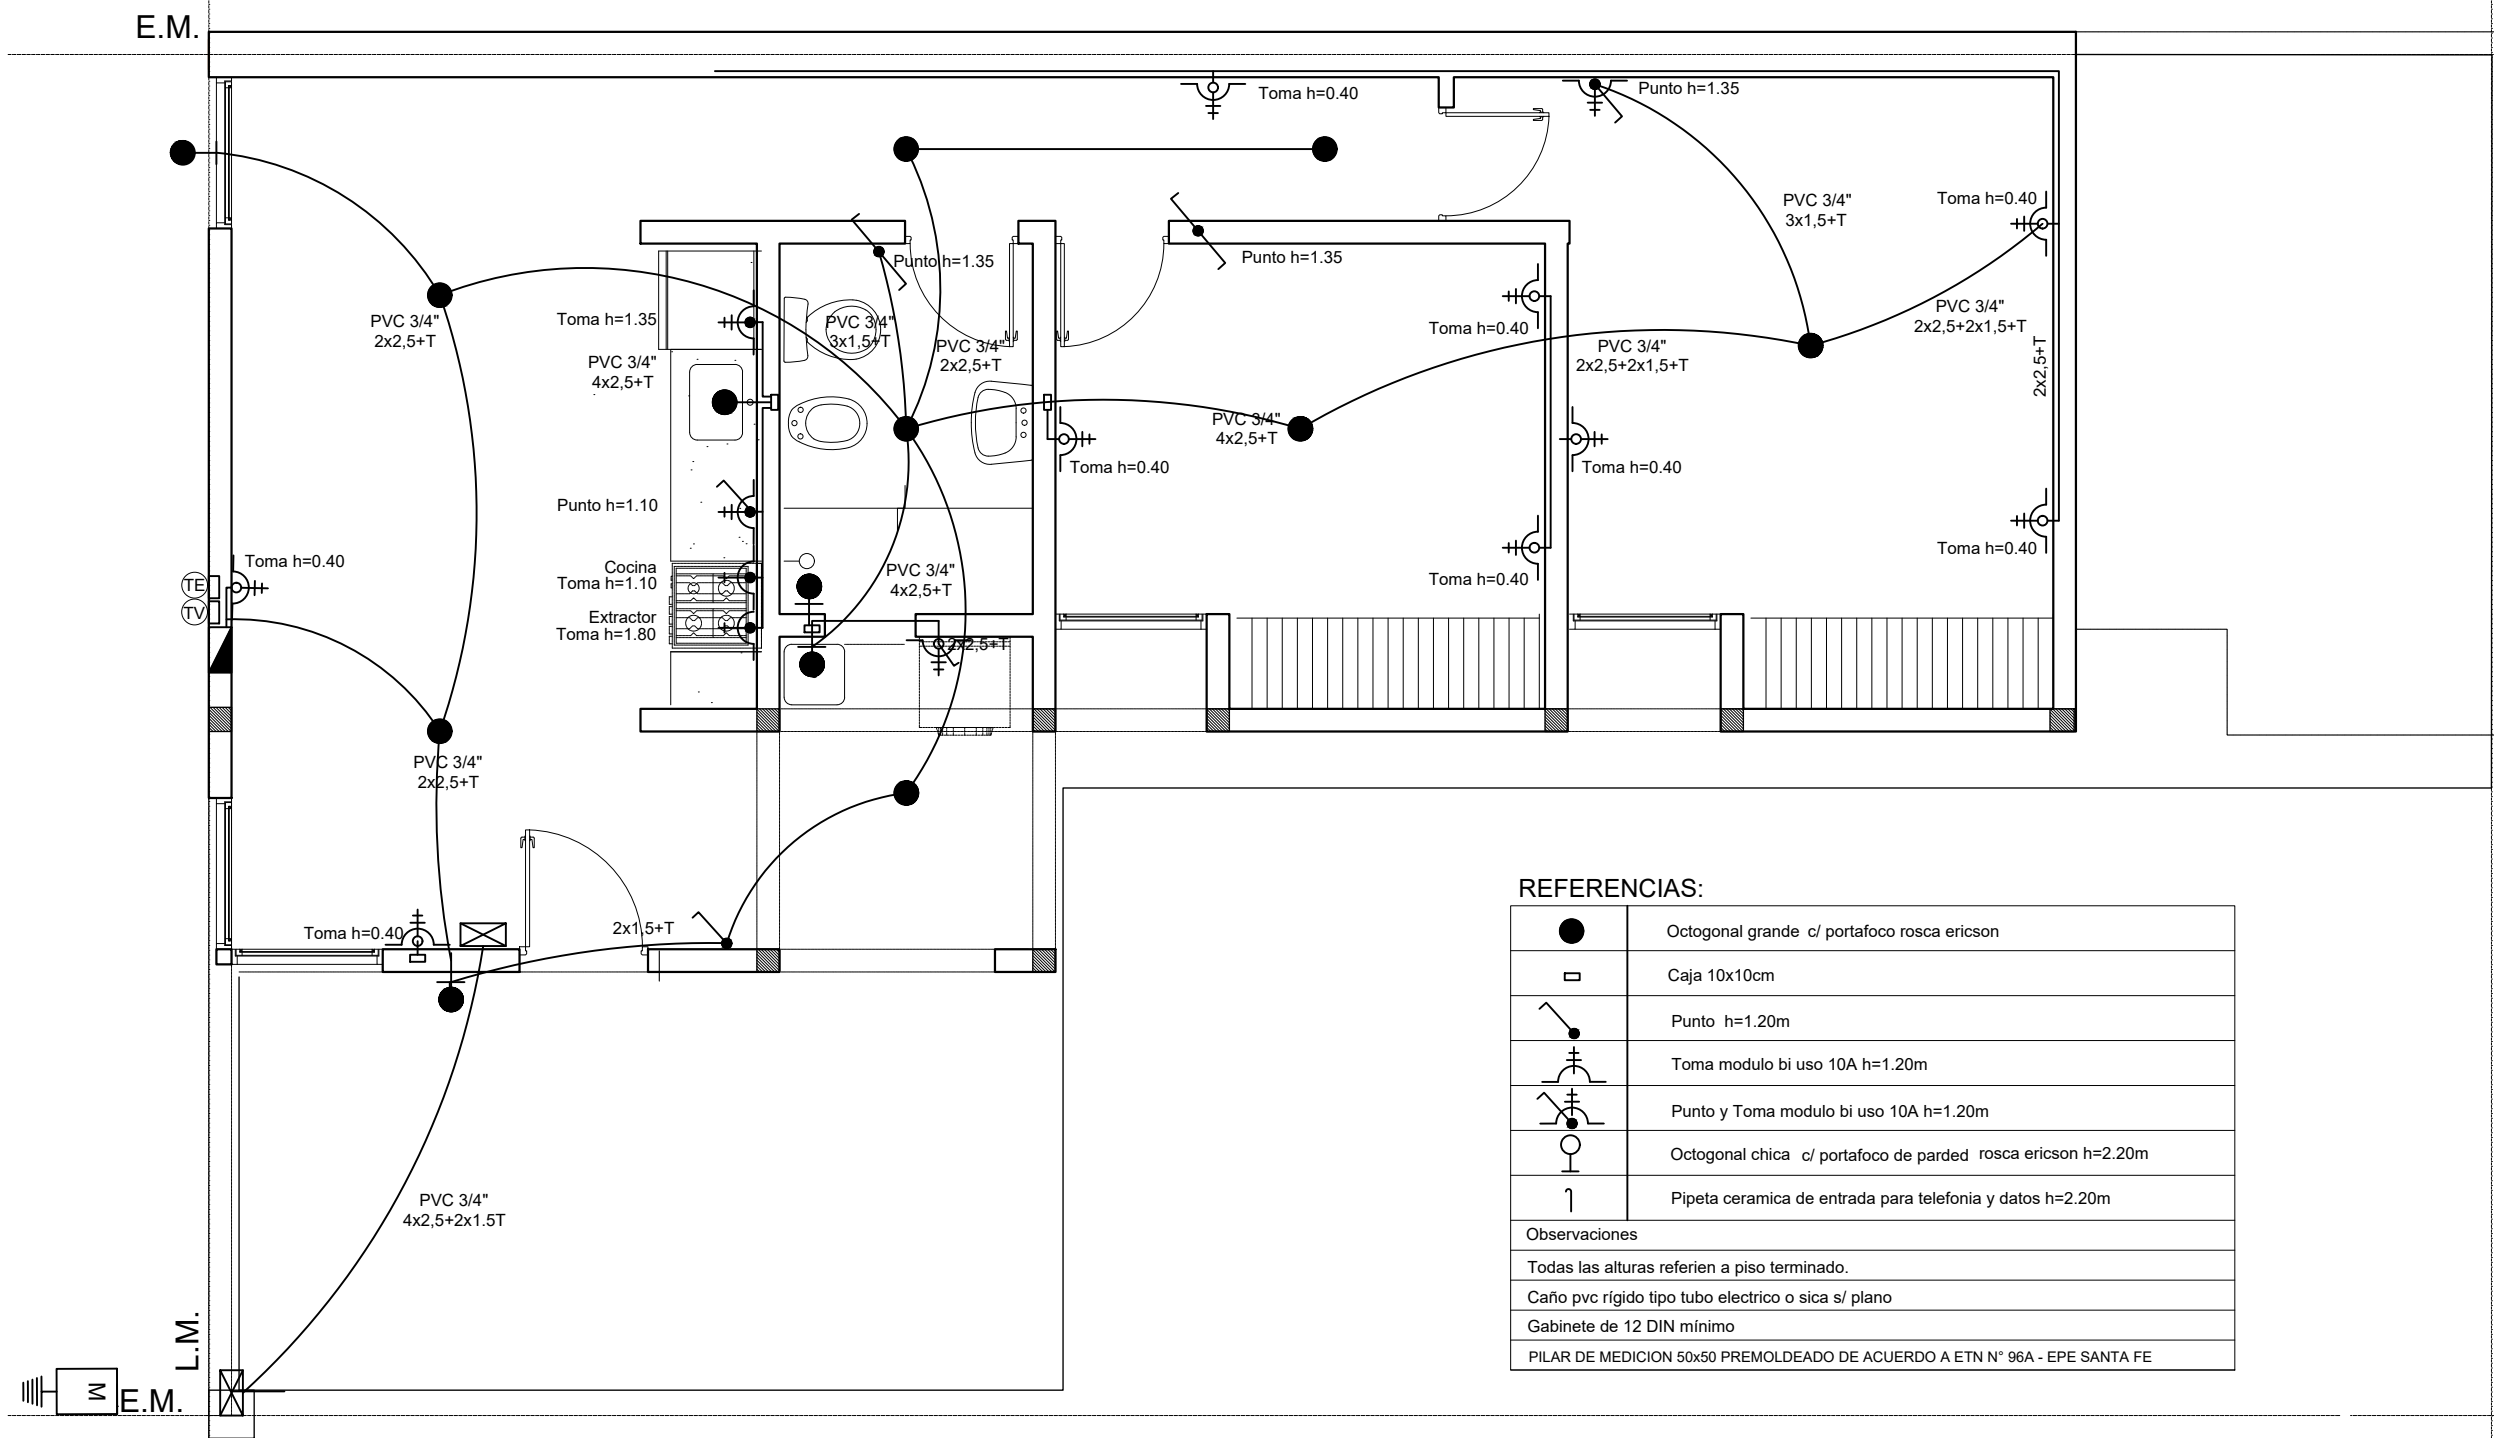 E.M.
Toma h=0.40
Punto h=1.35
PVC 3/4"
3x1,5+T
Toma h=0.40
Punto h=1.35
Punto h=1.35
PVC 3/4"
2x2,5+T
Toma h=1.35
PVC 3/4"
3x1,5+T
PVC 3/4"
2x2,5+T
Toma h=0.40
PVC 3/4"
2x2,5+2x1,5+T
PVC 3/4"
2x2,5+2x1,5+T
2x2,5+T
PVC 3/4"
4x2,5+T
PVC 3/4"
4x2,5+T
Toma h=0.40
Toma h=0.40
Punto h=1.10
Toma h=0.40
Cocina
Toma h=1.10
PVC 3/4"
4x2,5+T
Toma h=0.40
Toma h=0.40
TE
TV
Extractor
Toma h=1.80
2x2,5+T
PVC 3/4"
2x2,5+T
Toma h=0.40
2x1,5+T
PVC 3/4"
4x2,5+2x1.5T
L.M.
M
E.M.
REFERENCIAS:
Octogonal grande c/ portafoco rosca ericson
Caja 10x10cm
Punto h=1.20m
Toma modulo bi uso 10A h=1.20m
Punto y Toma modulo bi uso 10A h=1.20m
Octogonal chica c/ portafoco de parded rosca ericson h=2.20m
Pipeta ceramica de entrada para telefonia y datos h=2.20m
Observaciones
Todas las alturas referien a piso terminado.
Caño pvc rígido tipo tubo electrico o sica s/ plano
Gabinete de 12 DIN mínimo
PILAR DE MEDICION 50x50 PREMOLDEADO DE ACUERDO A ETN N° 96A - EPE SANTA FE